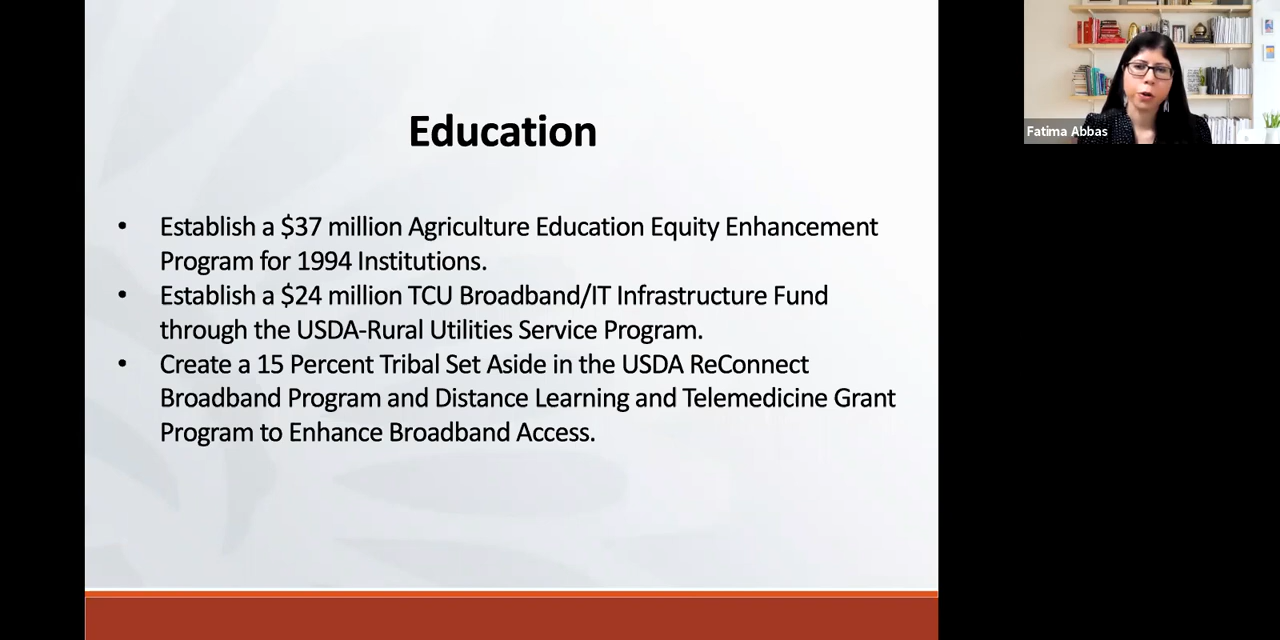 Education
• Establish a $37 million Agriculture Education Equity Enhancement
Program for 1994 Institutions.
• Establish a $24 million TCU Broadband/IT Infrastructure Fund
through the USDA-Rural Utilities Service Program.
• Create a 15 Percent Tribal Set Aside in the USDA ReConnect
Broadband Program and Distance Learning and Telemedicine Grant
Program to Enhance Broadband Access.
Fatima Abbas